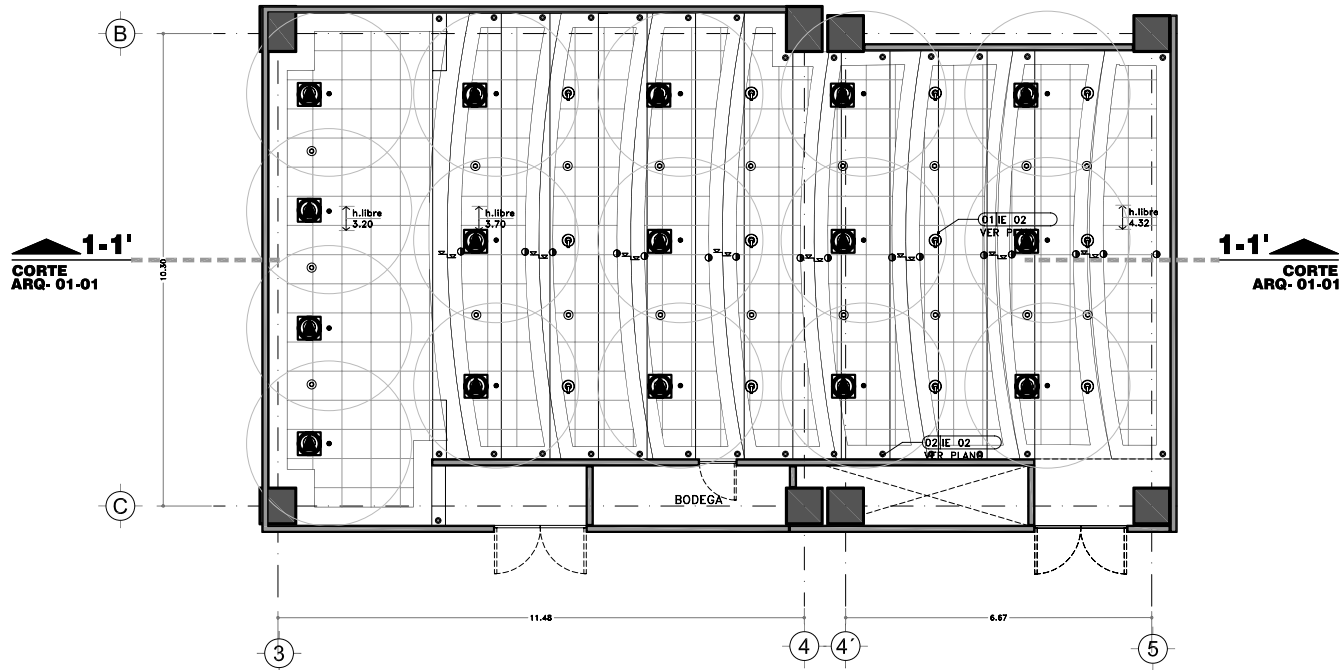 B
h.libre
3.20
h.libre
3.70
01 IE 02
VER P
h.libre
4.32
1-1'
CORTE
ARQ- 01-01
10.30
1-1'
CORTE
ARQ- 01-01
02 IE 02
VER PLANO
BODEGA
C
11.48
6.67
3
4
4´
5